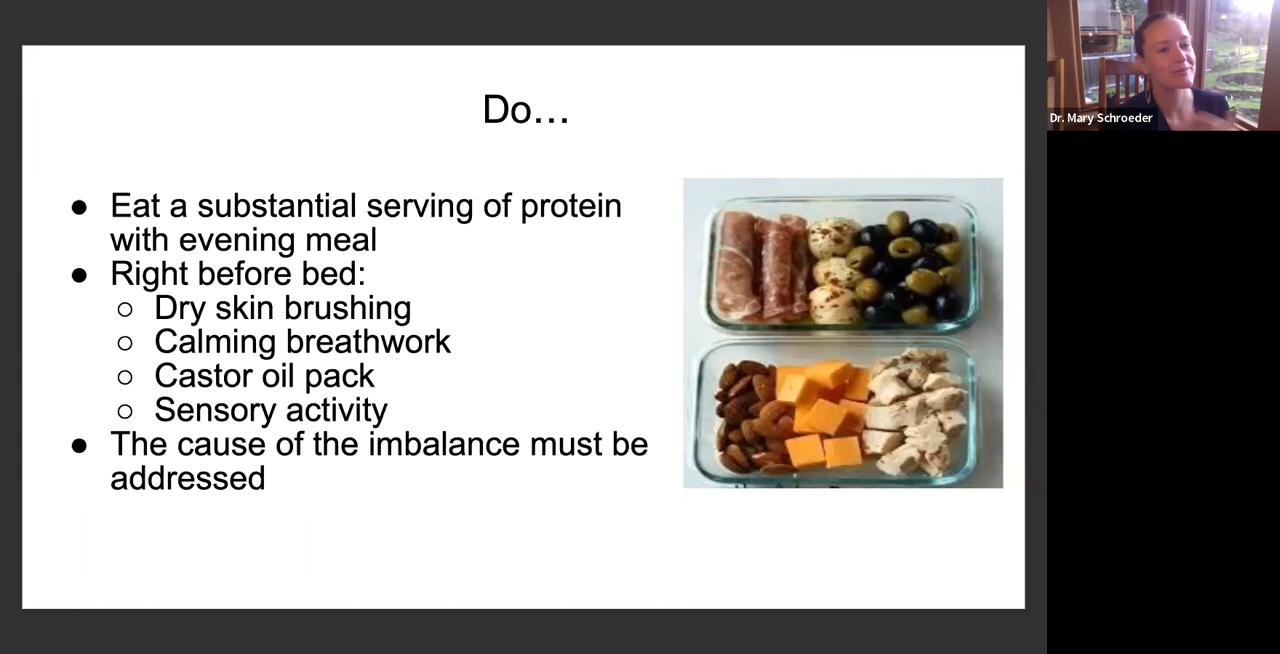 Do…
● Eat a substantial serving of protein
with evening meal
● Right before bed:
○ Dry skin brushing
○ Calming breathwork
○ Castor oil pack
○ Sensory activity
● The cause of the imbalance must be
addressed
Dr. Mary Schroeder